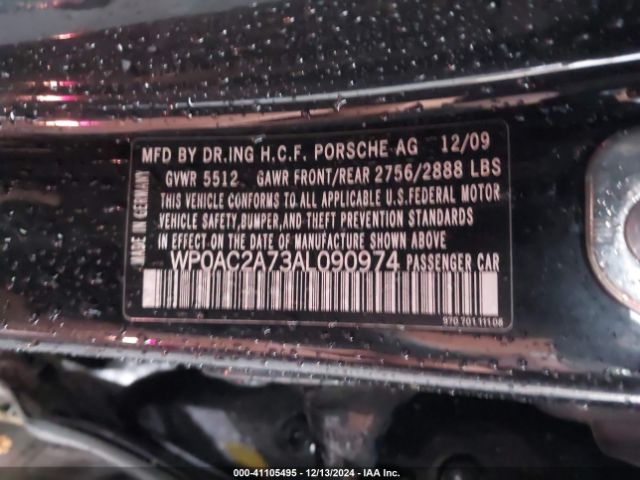 MFD BY DR.ING H.C.F. PORSCHE AG 12/09
GVWR 5512 GAWR FRONT/REAR 2756/2888 LBS
THIS VEHICLE CONFORMS TO ALL APPLICABLE U.S.FEDERAL MOTOR
VEHICLE SAFETY,BUMPER,AND THEFT PREVENTION STANDARDS
IN EFFECT ON THE DATE OF MANUFACTURE SHOWN ABOVE.
WP0AC2A73AL090974 PASSENGER CAR
MADE IN GERMANY
970.701.111.08
000-41105495 - 12/13/2024 - IAA Inc.